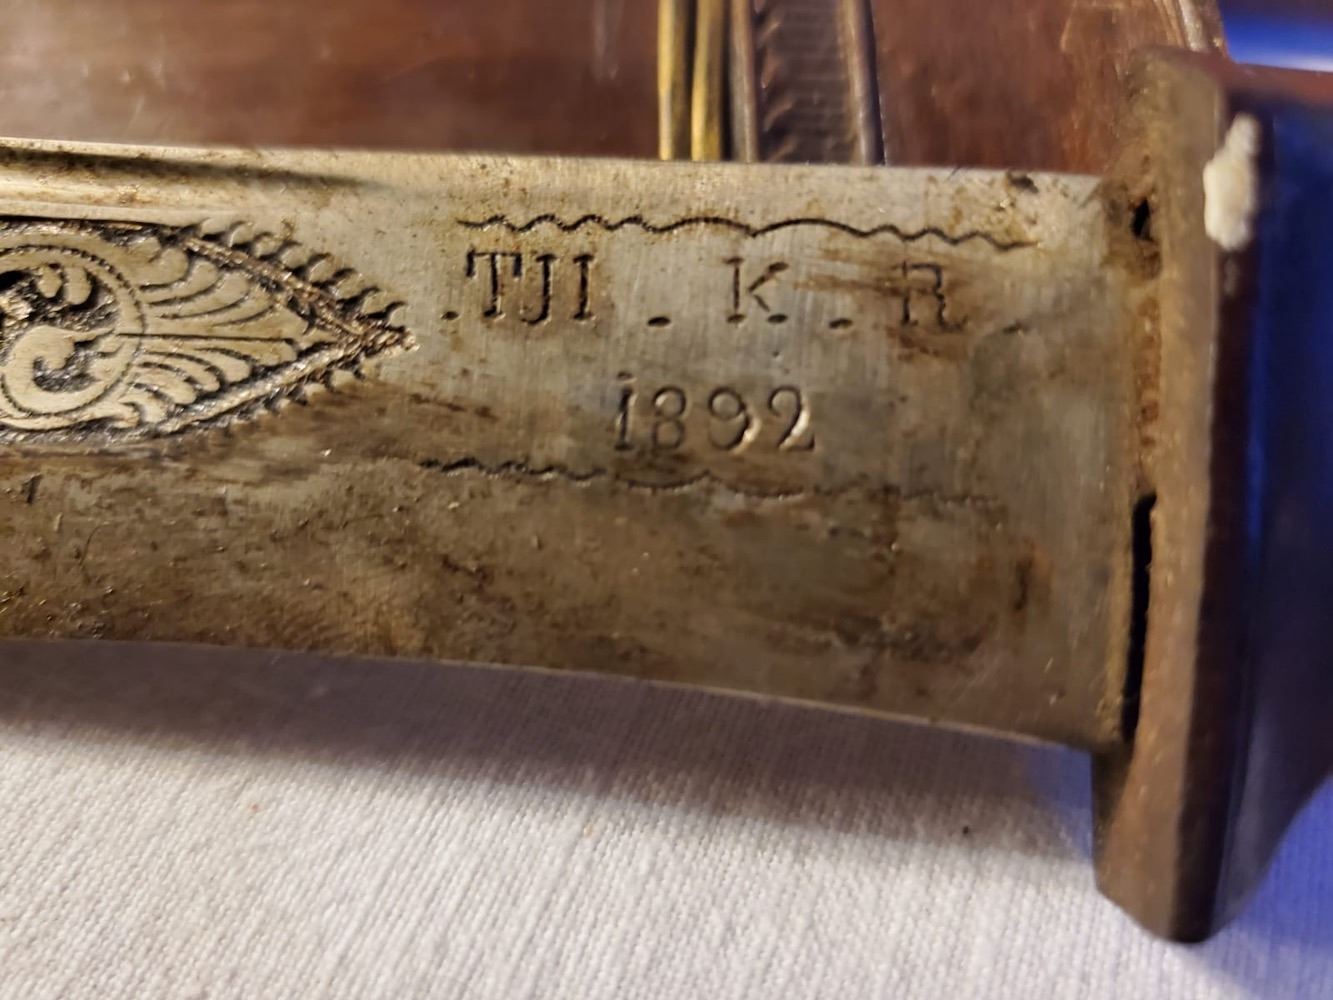 .TJI . K . R .
1892